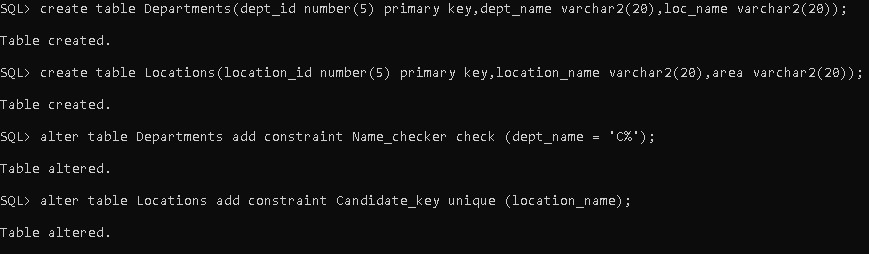 SQL> create table Departments(dept_id number(5) primary key,dept_name varchar2(20),loc_name varchar2(20));
Table created.
SQL> create table Locations(location_id number(5) primary key,location_name varchar2(20),area varchar2(20));
Table created.
SQL> alter table Departments add constraint Name_checker check (dept_name = 'C%');
Table altered.
SQL> alter table Locations add constraint Candidate_key unique (location_name);
Table altered.